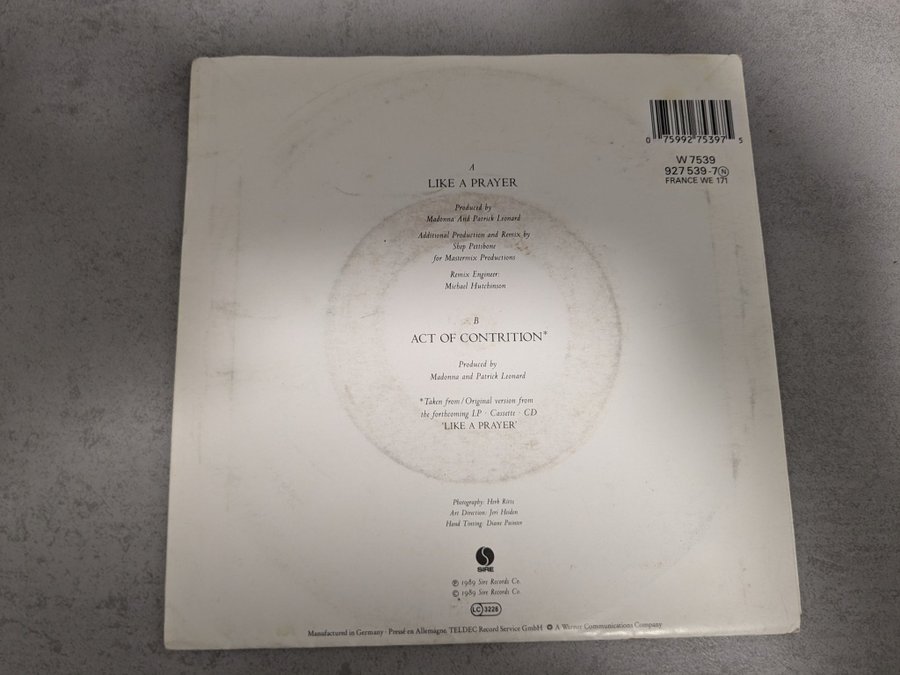 0 75992 75397 5
W 7539
927 539-7 Ⓝ
FRANCE WE 171
A
LIKE A PRAYER
Produced by
Madonna And Patrick Leonard
Additional Production and Remix by
Shep Pettibone
for Mastermix Productions
Remix Engineer:
Michael Hutchinson
B
ACT OF CONTRITION*
Produced by
Madonna and Patrick Leonard
*Taken from/Original version from
the forthcoming LP · Cassette · CD
'LIKE A PRAYER'
Photography: Herb Ritts
Art Direction: Jeri Heiden
Hand Tinting: Diane Painter
SIRE
℗ 1989 Sire Records Co.
© 1989 Sire Records Co.
LC 3228
Manufactured in Germany · Pressé en Allemagne, TELDEC Record Service GmbH A Warner Communications Company